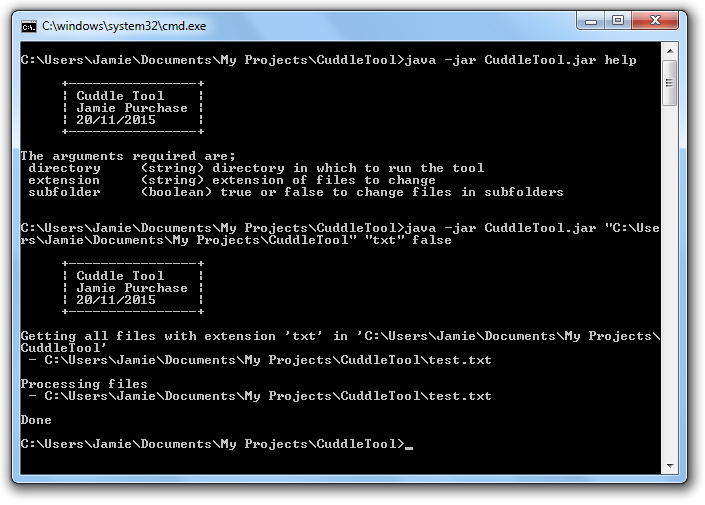 C:\windows\system32\cmd.exe
C:\Users\Jamie\Documents\My Projects\CuddleTool>java -jar CuddleTool.jar help
+-----------------+
| Cuddle Tool     |
| Jamie Purchase  |
| 20/11/2015      |
+-----------------+
The arguments required are;
 directory     (string) directory in which to run the tool
 extension     (string) extension of files to change
 subfolder     (boolean) true or false to change files in subfolders
C:\Users\Jamie\Documents\My Projects\CuddleTool>java -jar CuddleTool.jar "C:\Use
rs\Jamie\Documents\My Projects\CuddleTool" "txt" false
+-----------------+
| Cuddle Tool     |
| Jamie Purchase  |
| 20/11/2015      |
+-----------------+
Getting all files with extension 'txt' in 'C:\Users\Jamie\Documents\My Projects\
CuddleTool'
 - C:\Users\Jamie\Documents\My Projects\CuddleTool\test.txt
Processing files
 - C:\Users\Jamie\Documents\My Projects\CuddleTool\test.txt
Done
C:\Users\Jamie\Documents\My Projects\CuddleTool>_